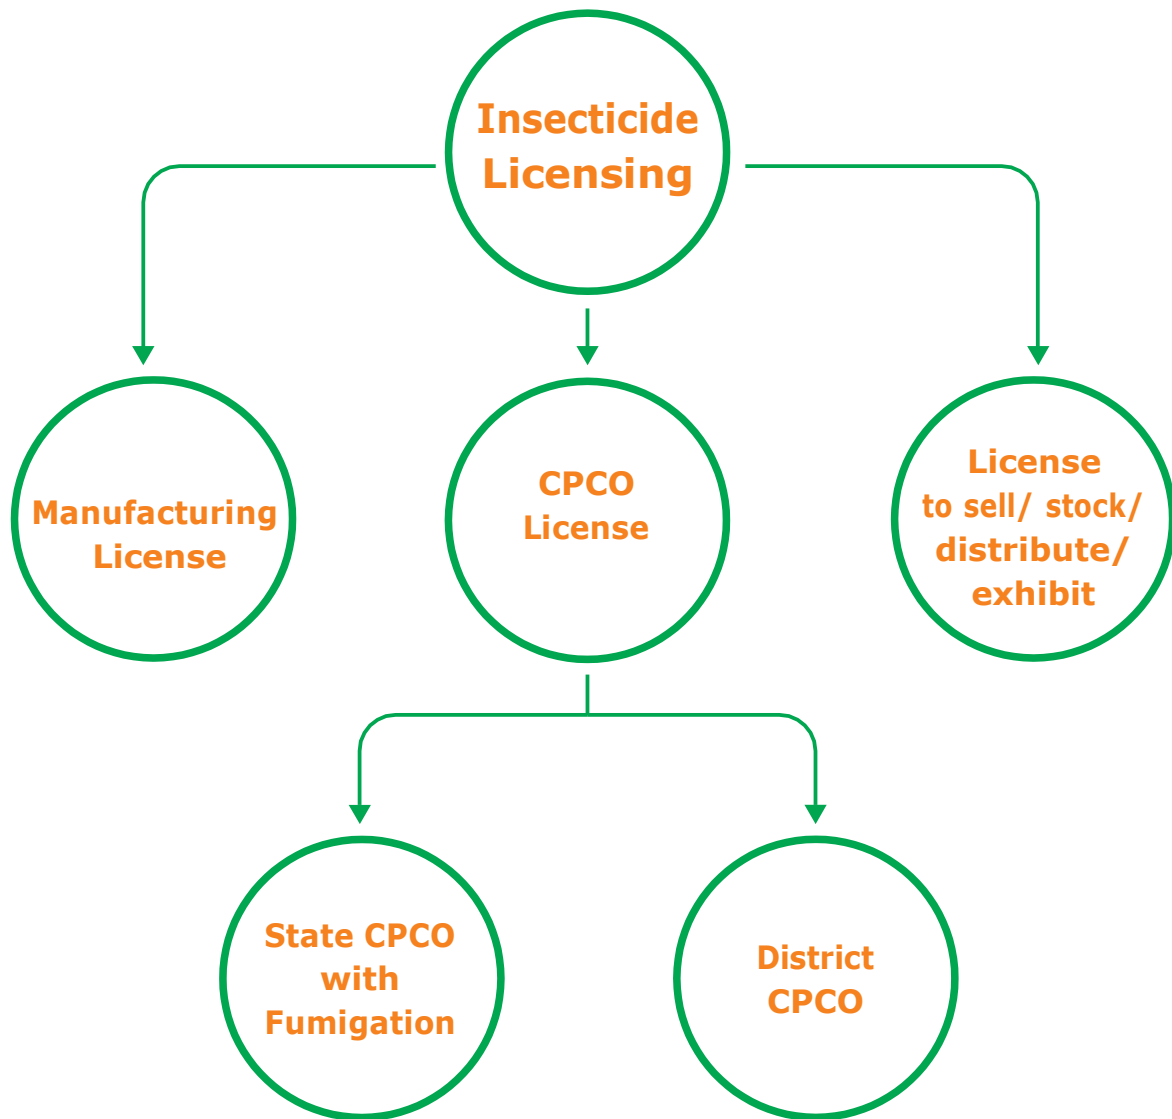 Insecticide
Licensing
Manufacturing
License
CPCO
License
License
to sell/ stock/
distribute/
exhibit
State CPCO
with
Fumigation
District
CPCO